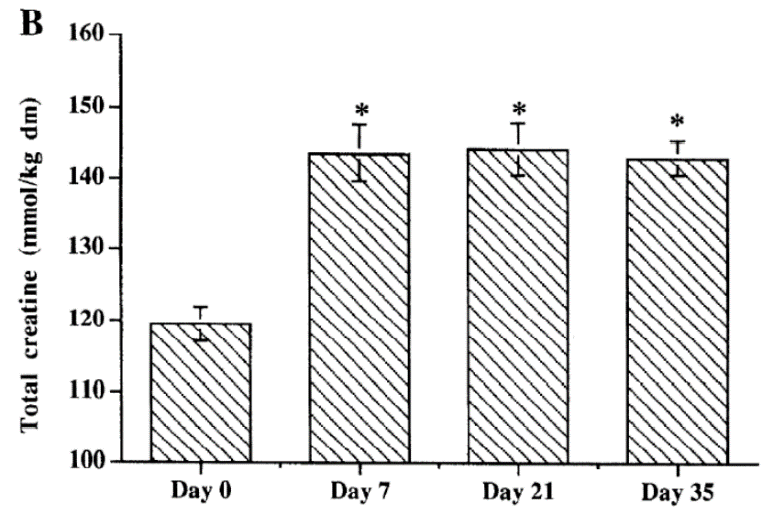 B
Total creatine (mmol/kg dm)
160
150
140
130
120
110
100
*
*
*
Day 0
Day 7
Day 21
Day 35